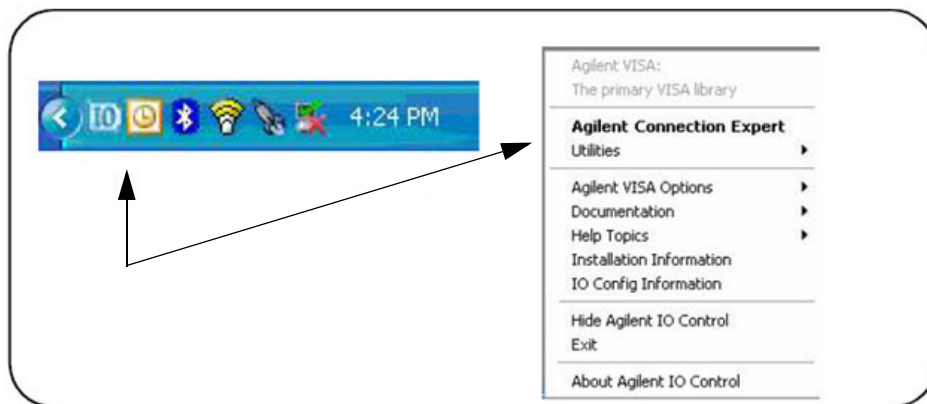 IO
4:24 PM
Agilent VISA:
The primary VISA library
Agilent Connection Expert
Utilities
Agilent VISA Options
Documentation
Help Topics
Installation Information
IO Config Information
Hide Agilent IO Control
Exit
About Agilent IO Control